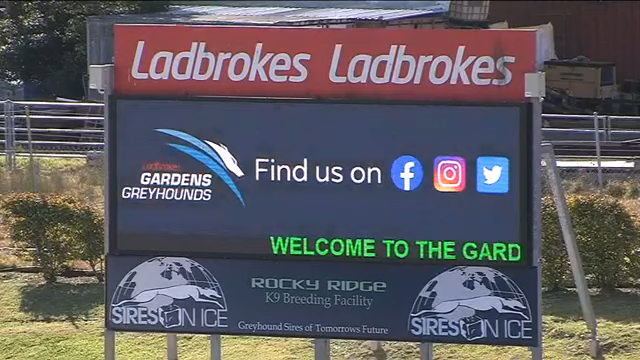 Ladbrokes Ladbrokes
Ladbrokes
GARDENS
GREYHOUNDS
Find us on
WELCOME TO THE GARD
ROCKY RIDGE
K9 Breeding Facility
SIRES ON ICE
Greyhound Sires of Tomorrows Future
SIRES ON ICE